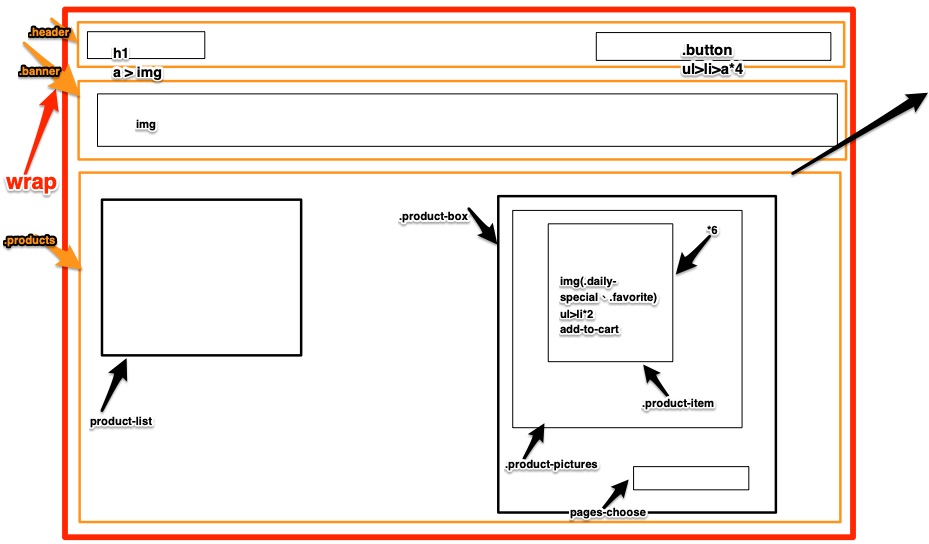 .header
h1
a > img
.button
ul>li>a*4
.banner
img
wrap
.products
product-list
.product-box
*6
img(.daily-
special、.favorite)
ul>li*2
add-to-cart
.product-item
.product-pictures
pages-choose